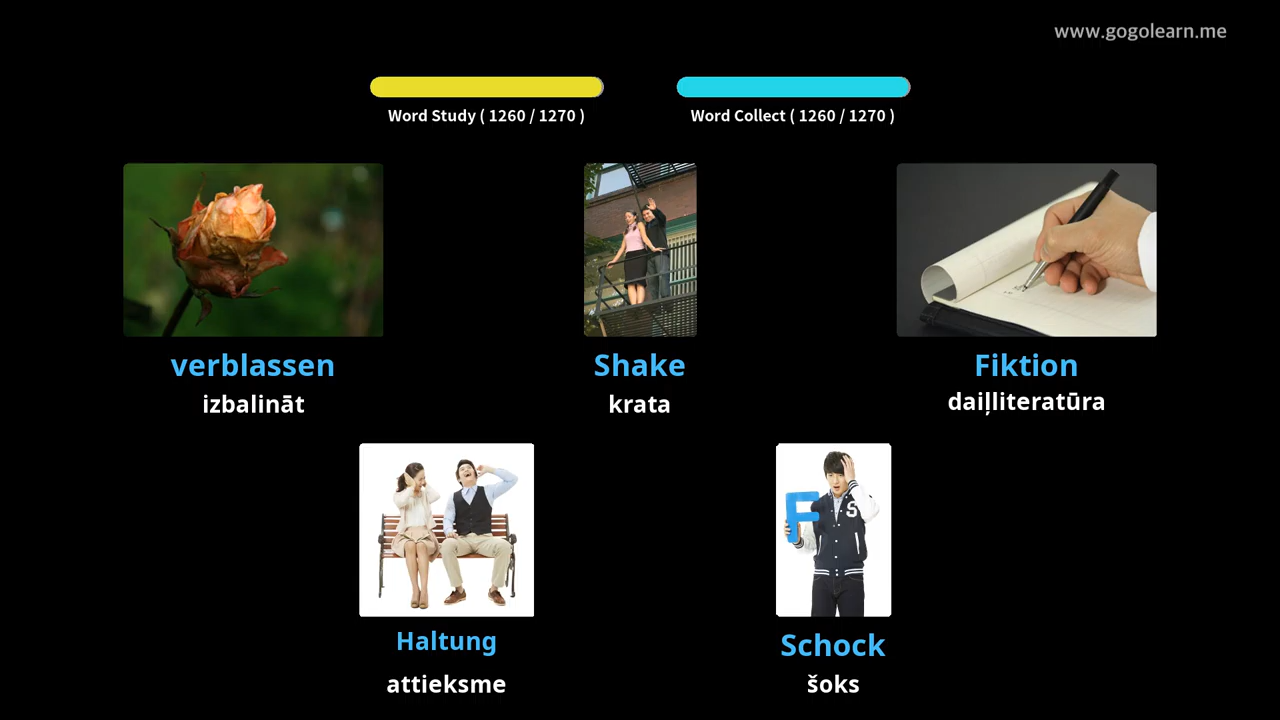 www.gogolearn.me
Word Study ( 1260 / 1270 )
Word Collect ( 1260 / 1270 )
verblassen
izbalināt
Shake
krata
Fiktion
daiļliteratūra
Haltung
attieksme
F
S
Schock
šoks